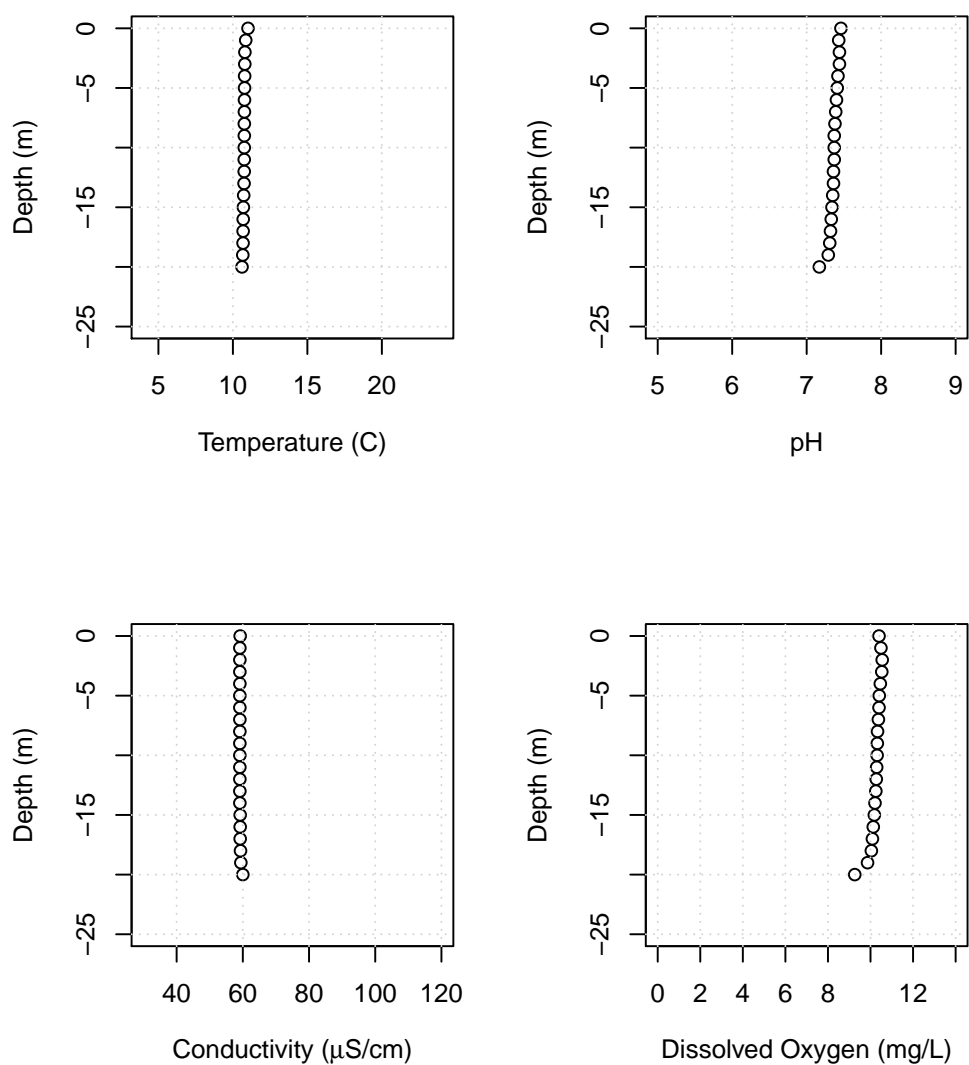 0
−5
−15
−25
Depth (m)
5 10 15 20
Temperature (C)
0
−5
−15
−25
Depth (m)
5 6 7 8 9
pH
0
−5
−15
−25
Depth (m)
40 60 80 100 120
Conductivity (µS/cm)
0
−5
−15
−25
Depth (m)
0 2 4 6 8 12
Dissolved Oxygen (mg/L)